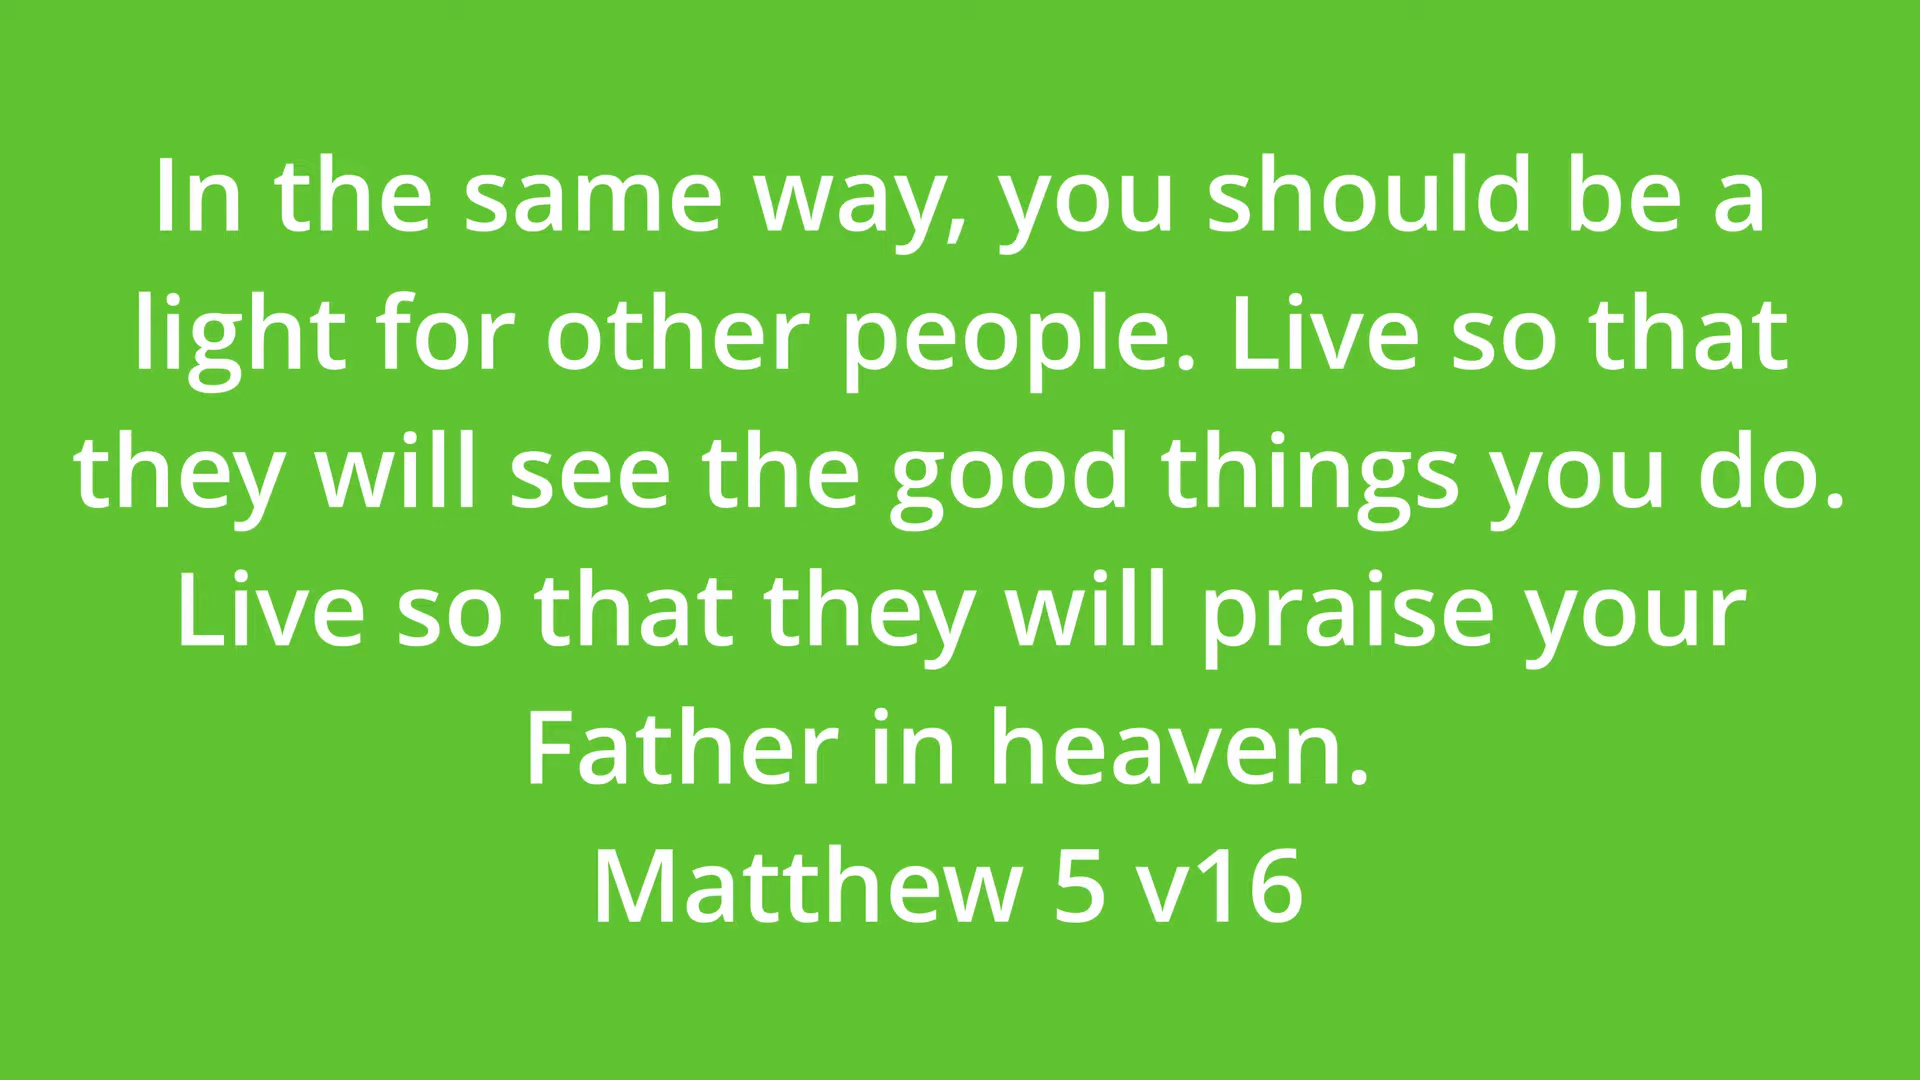 In the same way, you should be a
light for other people. Live so that
they will see the good things you do.
Live so that they will praise your
Father in heaven.
Matthew 5 v16